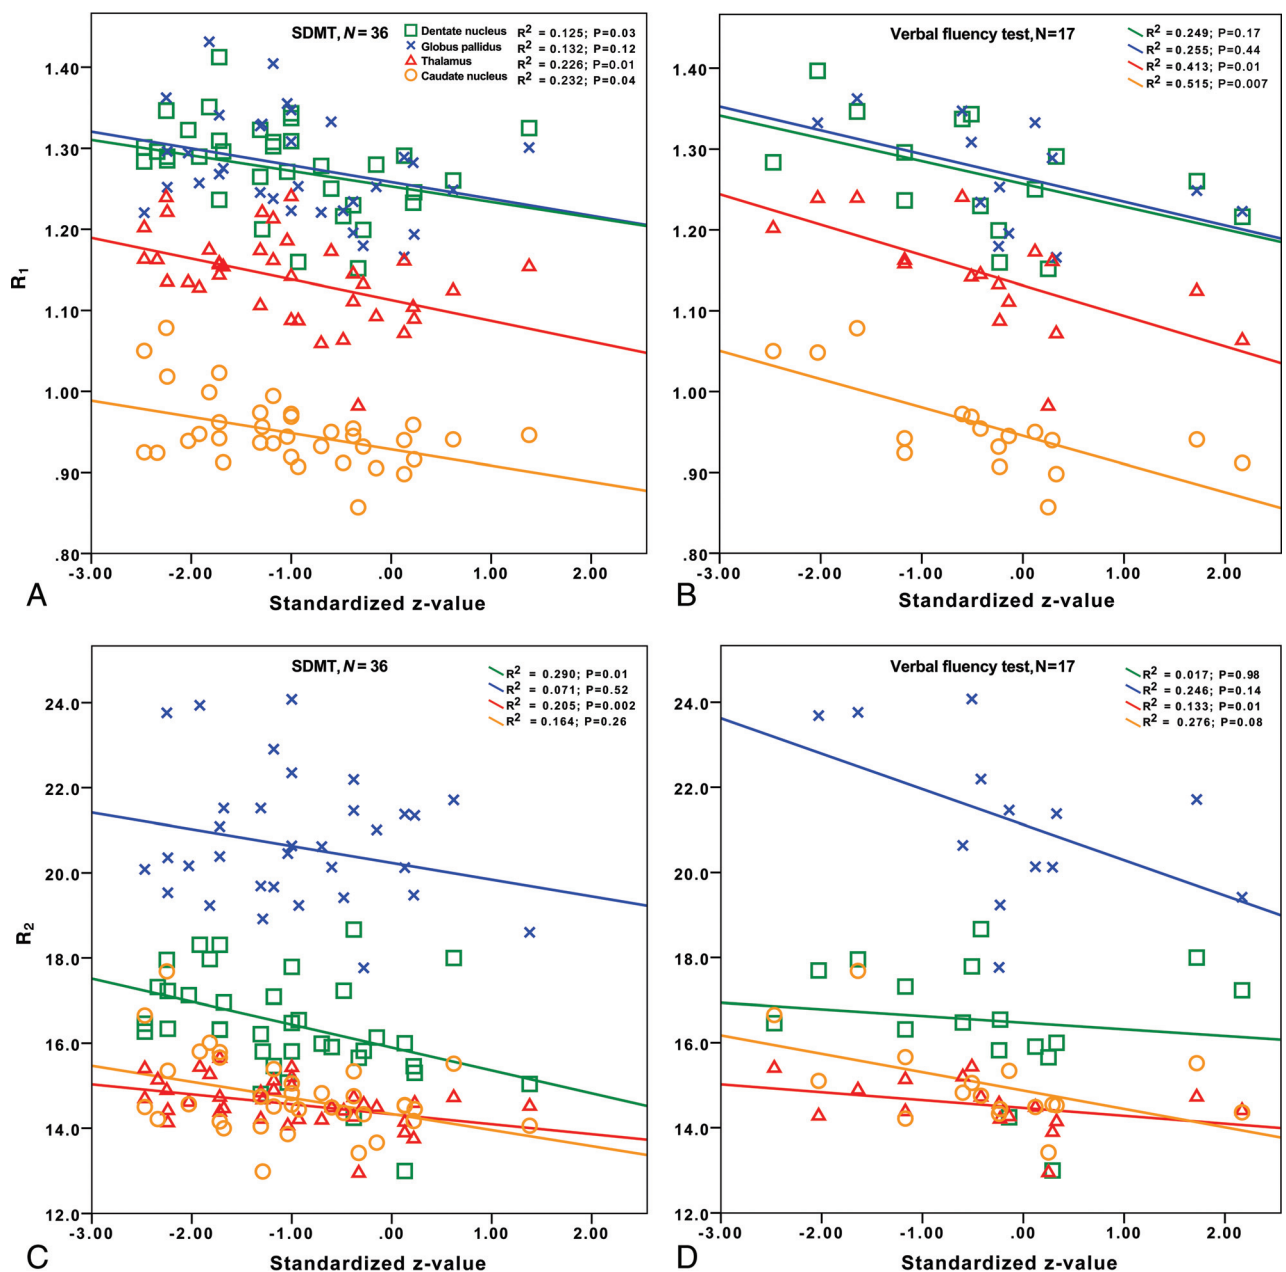 SDMT, N = 36
Dentate nucleus R2 = 0.125; P=0.03
Globus pallidus R2 = 0.132; P=0.12
Thalamus R2 = 0.226; P=0.01
Caudate nucleus R2 = 0.232; P=0.04
R1
1.40
1.30
1.20
1.10
1.00
.90
.80
-3.00 -2.00 -1.00 .00 1.00 2.00
Standardized z-value
A
Verbal fluency test, N=17
R2 = 0.249; P=0.17
R2 = 0.255; P=0.44
R2 = 0.413; P=0.01
R2 = 0.515; P=0.007
1.40
1.30
1.20
1.10
1.00
.90
.80
-3.00 -2.00 -1.00 .00 1.00 2.00
Standardized z-value
B
SDMT, N = 36
R2 = 0.290; P=0.01
R2 = 0.071; P=0.52
R2 = 0.205; P=0.002
R2 = 0.164; P=0.26
R2
24.0
22.0
20.0
18.0
16.0
14.0
12.0
-3.00 -2.00 -1.00 .00 1.00 2.00
Standardized z-value
C
Verbal fluency test, N=17
R2 = 0.017; P=0.98
R2 = 0.246; P=0.14
R2 = 0.133; P=0.01
R2 = 0.276; P=0.08
24.0
22.0
20.0
18.0
16.0
14.0
12.0
-3.00 -2.00 -1.00 .00 1.00 2.00
Standardized z-value
D